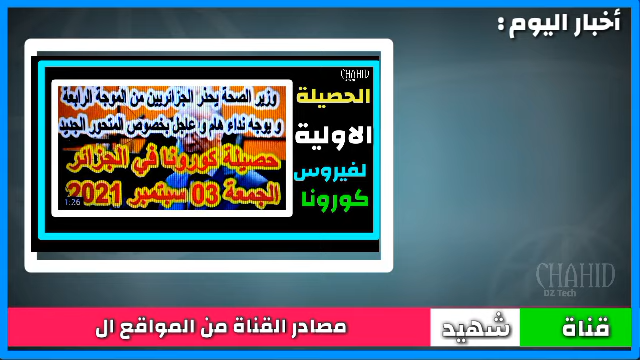 أخبار اليوم :
CHAHID
الحصيلة
الاولية
لفيروس
كورونا
وزير الصحة يحذر الجزائريين من الموجة الرابعة
و يوجه نداء هام و عاجل بخصوص المتحور الجديد
حصيلة كورونا في الجزائر
الجمعة 03 سبتمبر 2021
1:26
CHAHID
DZ Tech
قناة شهيد
مصادر القناة من المواقع ال